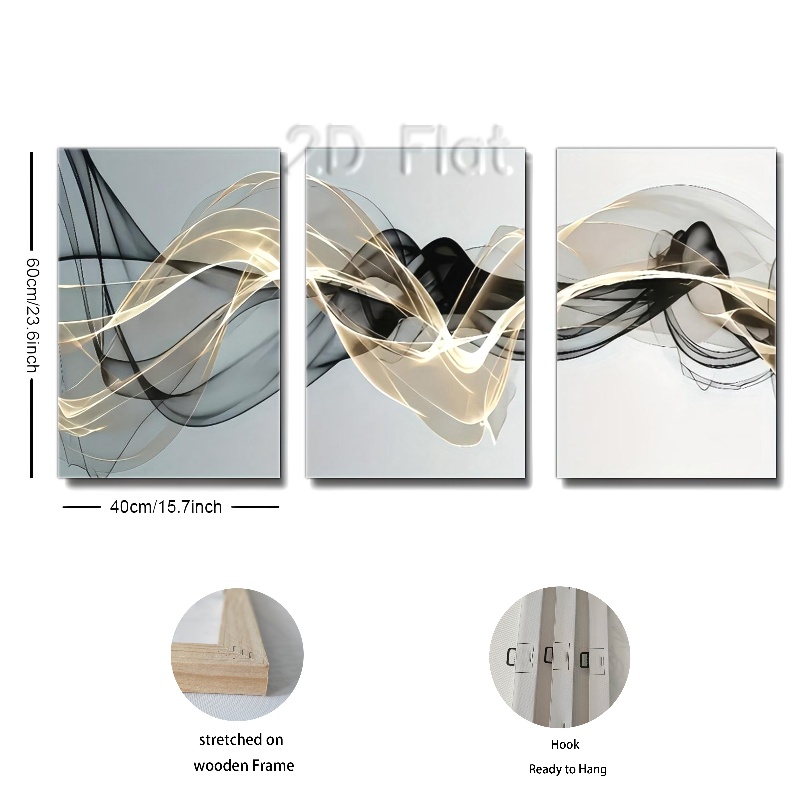 2D Flat
60cm/23.6inch
40cm/15.7inch
stretched on
wooden Frame
Hook
Ready to Hang